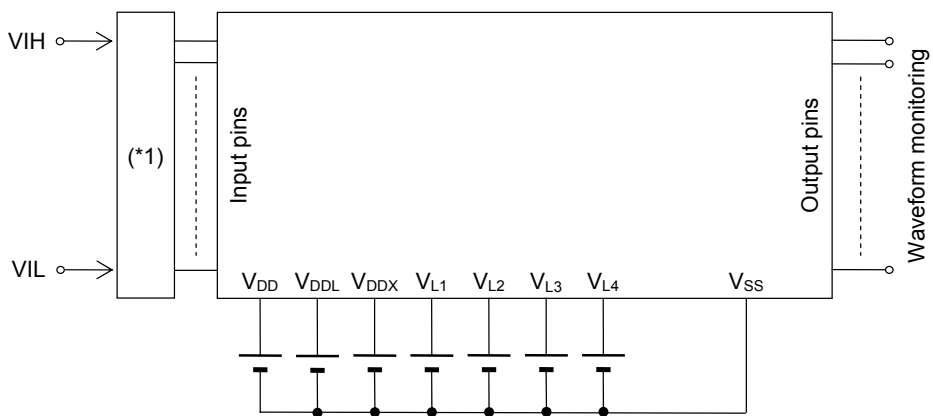 VIH
(*1)
VIL
Input pins
Output pins
Waveform monitoring
VDD VDDL VDDX VL1 VL2 VL3 VL4 VSS